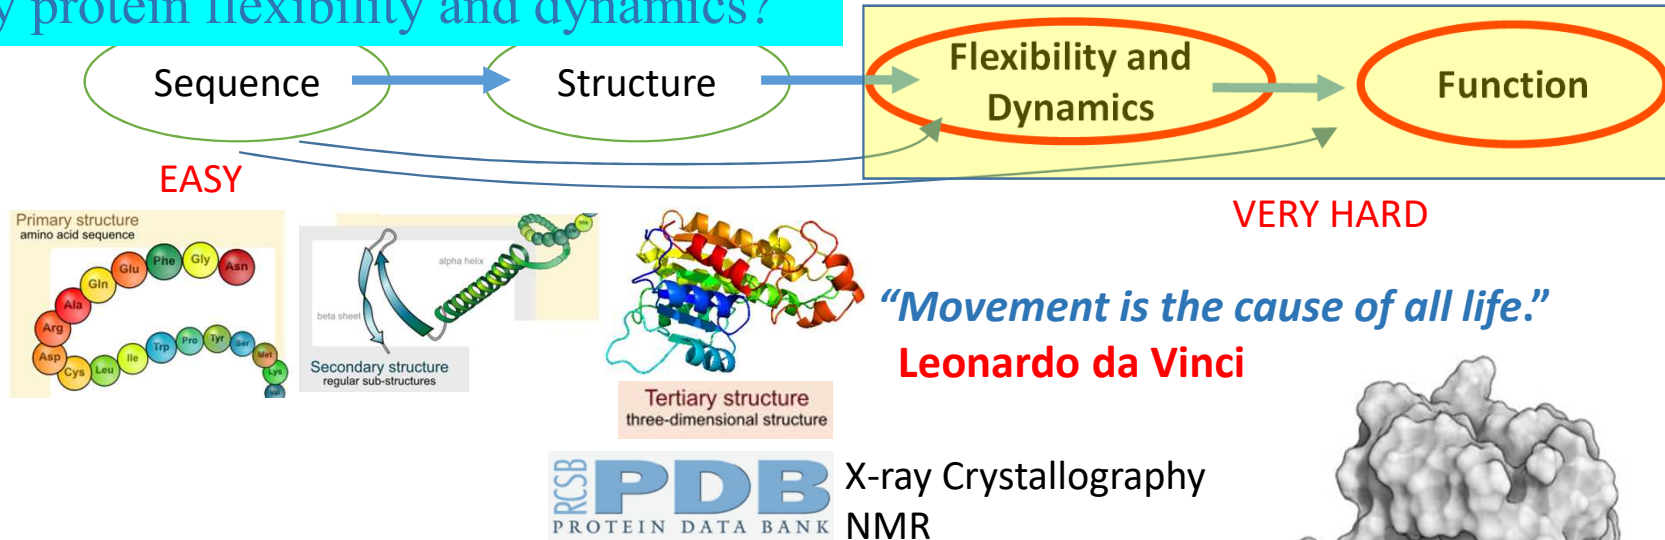 y protein flexibility and dynamics?
Sequence
Structure
Flexibility and
Dynamics
Function
EASY
VERY HARD
Primary structure
amino acid sequence
Asn
Gly
Phe
Glu
Gln
Ala
Arg
Asp
Cys
Leu
Ile
Trp
Pro
Tyr
Ser
Met
Lys
Val
alpha helix
beta sheet
Secondary structure
regular sub-structures
Tertiary structure
three-dimensional structure
“Movement is the cause of all life.”
Leonardo da Vinci
RCSB
PDB
PROTEIN DATA BANK
X-ray Crystallography
NMR